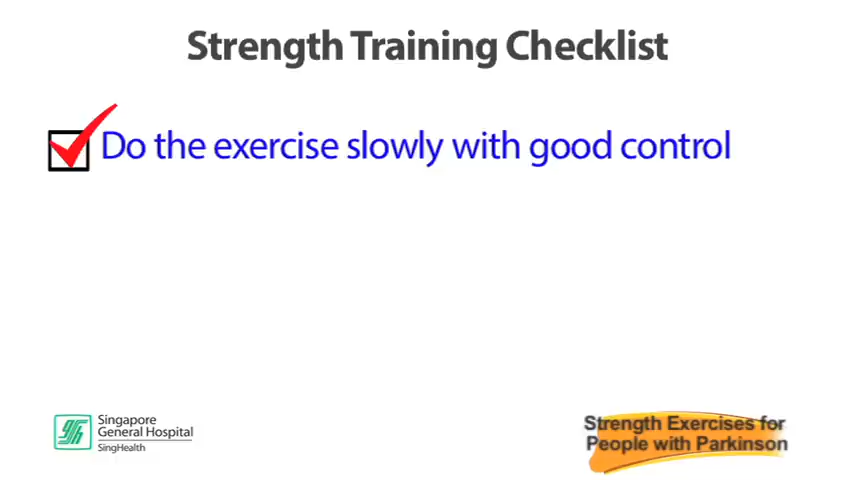 Strength Training Checklist
Do the exercise slowly with good control
Singapore
General Hospital
SingHealth
Strength Exercises for
People with Parkinson